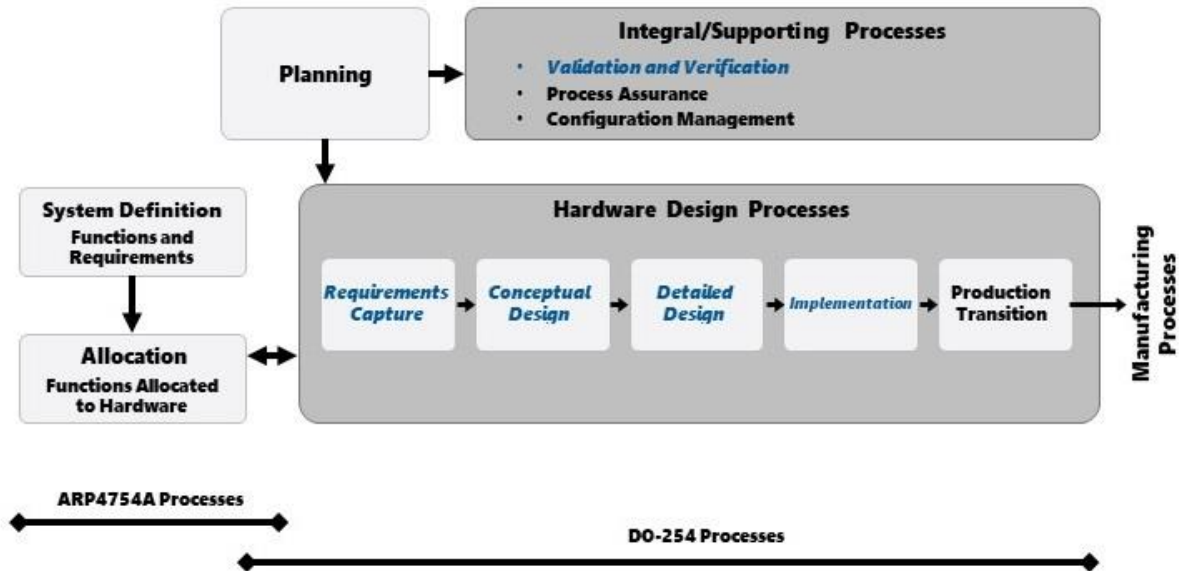 Planning
Integral/Supporting Processes
• Validation and Verification
• Process Assurance
• Configuration Management
System Definition
Functions and
Requirements
Allocation
Functions Allocated
to Hardware
Hardware Design Processes
Requirements
Capture
Conceptual
Design
Detailed
Design
Implementation
Production
Transition
Manufacturing
Processes
ARP4754A Processes
DO-254 Processes